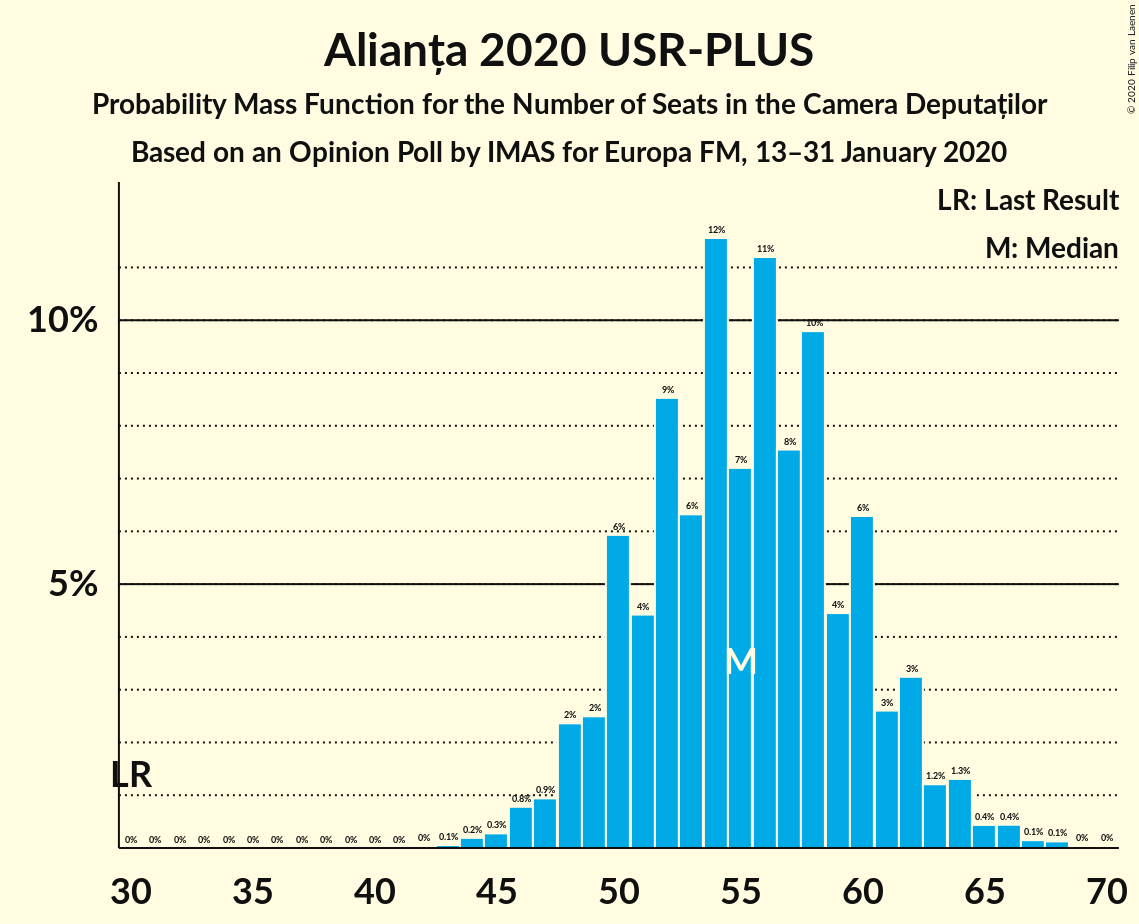 Alianța 2020 USR-PLUS
Probability Mass Function for the Number of Seats in the Camera Deputaților
Based on an Opinion Poll by IMAS for Europa FM, 13–31 January 2020
© 2020 Filip van Laenen
LR: Last Result
M: Median
10%
5%
0% 0% 0% 0% 0% 0% 0% 0% 0% 0% 0% 0% 0% 0.1% 0.2% 0.3% 0.8% 0.9% 2% 2% 6% 4% 9% 6% 12% 7% 11% 8% 10% 4% 6% 3% 3% 1.2% 1.3% 0.4% 0.4% 0.1% 0.1% 0% 0%
M
LR
30 35 40 45 50 55 60 65 70